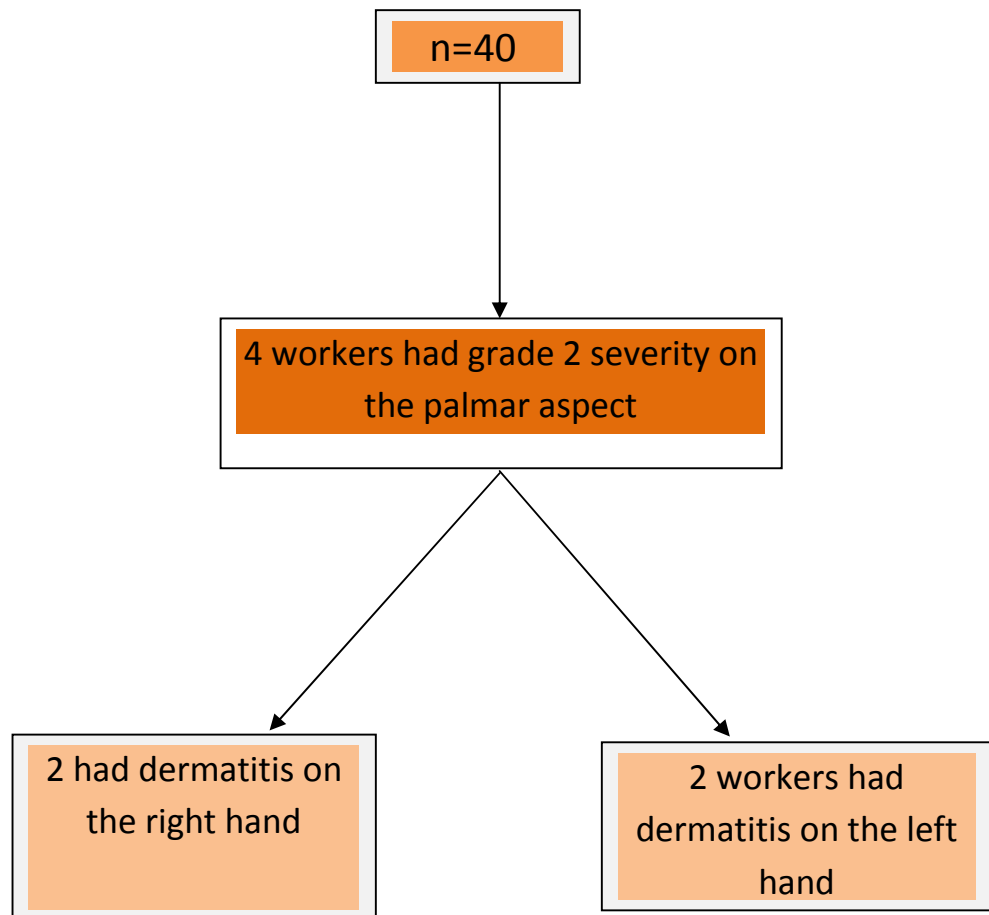 n=40
4 workers had grade 2 severity on
the palmar aspect
2 had dermatitis on
the right hand
2 workers had
dermatitis on the left
hand